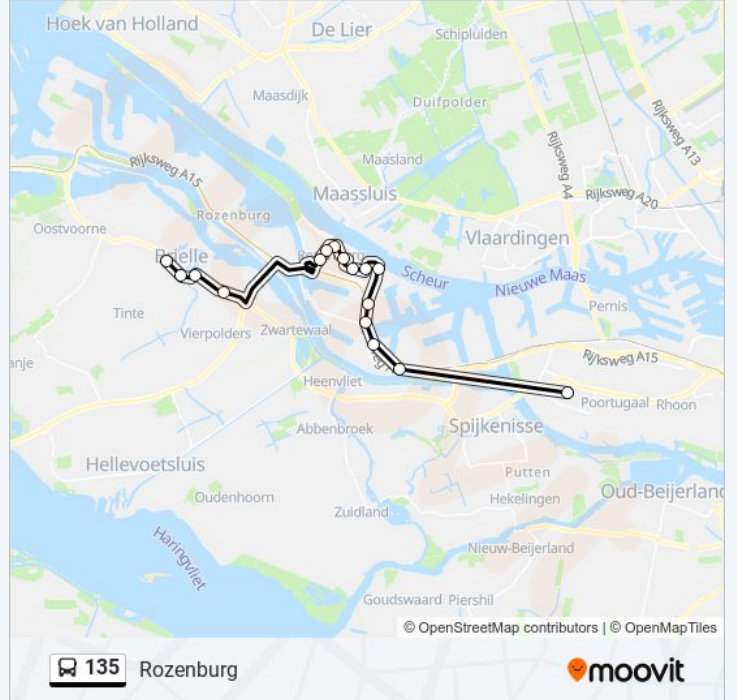 Hoek van Holland
De Lier
Schipluiden
Maasdijk
Duifpolder
Rijksweg A13
Rijksweg A4
Maasland
Rijksweg A15
Rijksweg A20
Maassluis
Rozenburg
Oostvoorne
Vlaardingen
Brielle
Scheur
Nieuwe Maas
Pernis
Tinte
Vierpolders
Zwartewaal
Rijksweg A15
Heenvliet
Poortugaal
Rhoon
Abbenbroek
Spijkenisse
Hellevoetsluis
Putten
Oudenhoorn
Hekelingen
Oud-Beijerland
Zuidland
Haringvliet
Nieuw-Beijerland
Goudswaard
Piershil
© OpenStreetMap contributors | © OpenMapTiles
135 Rozenburg
moovit